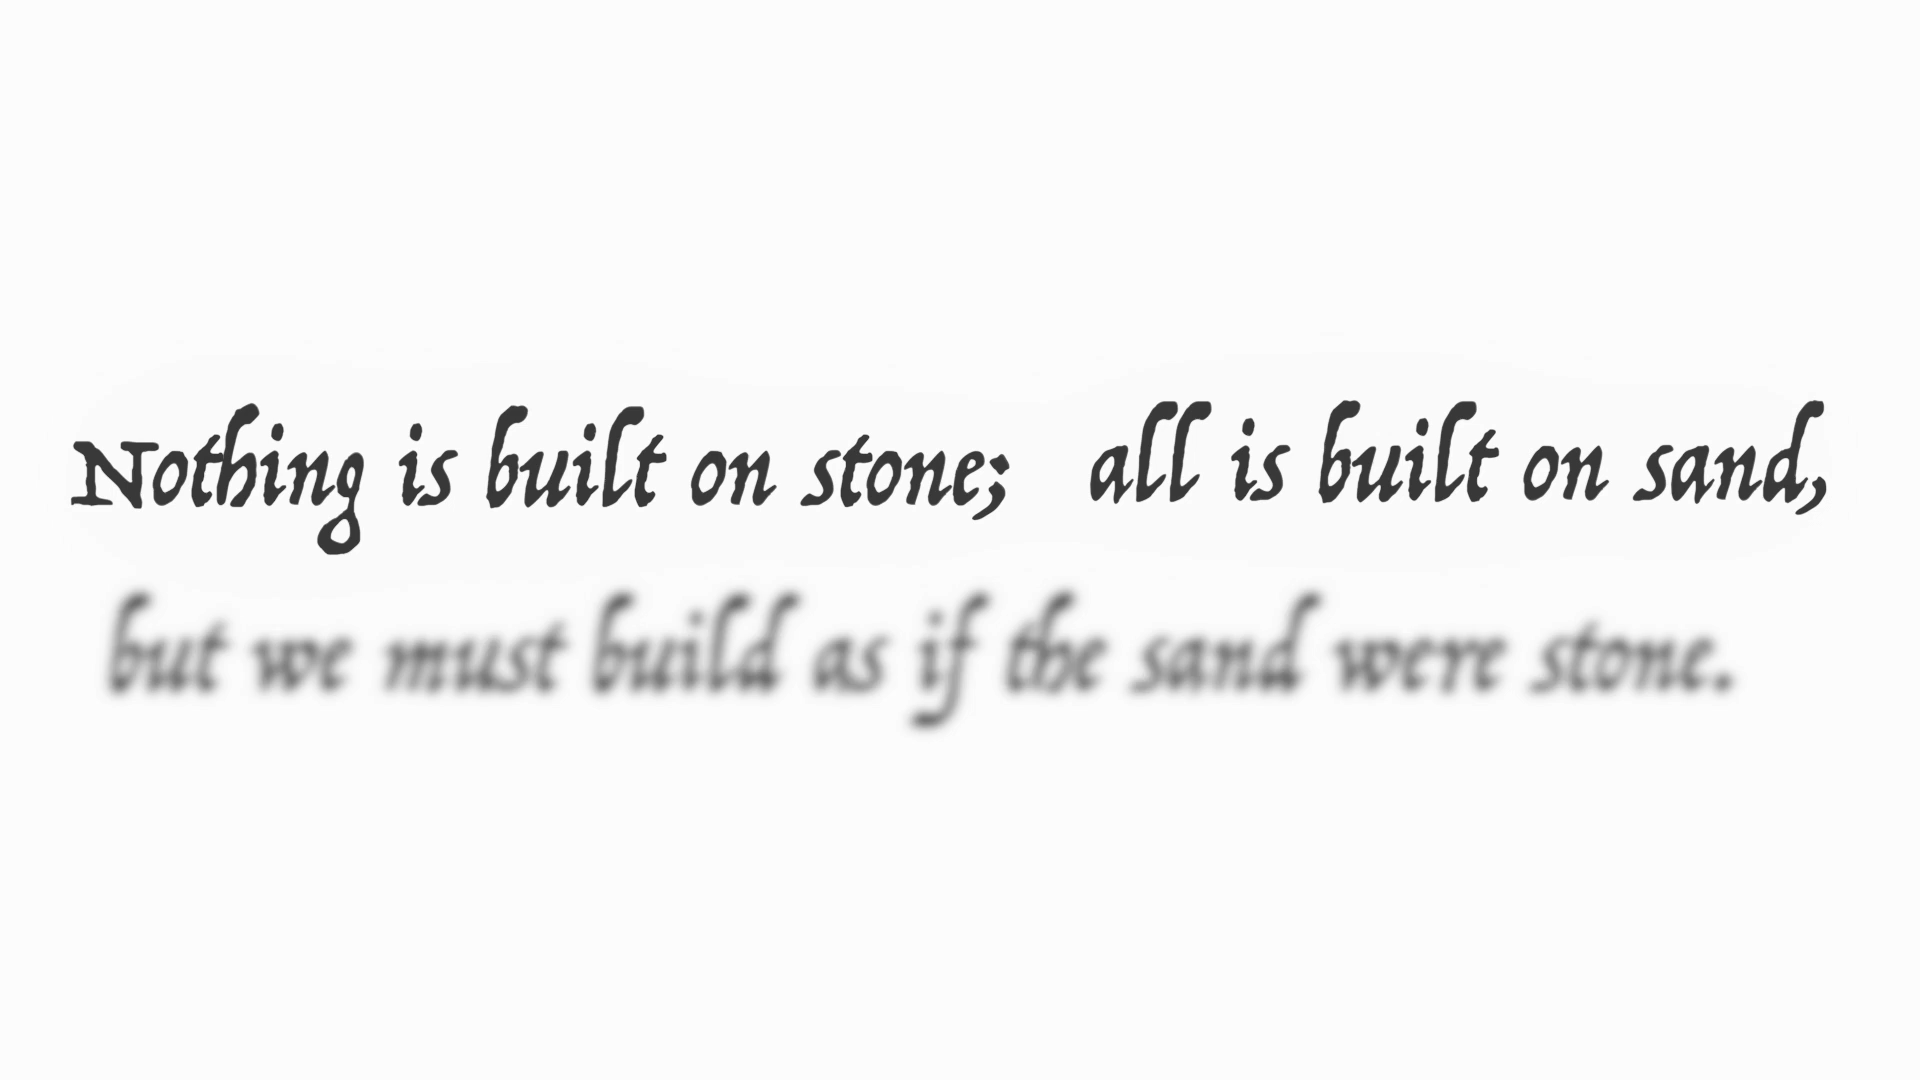 Nothing is built on stone; all is built on sand,
but we must build as if the sand were stone.